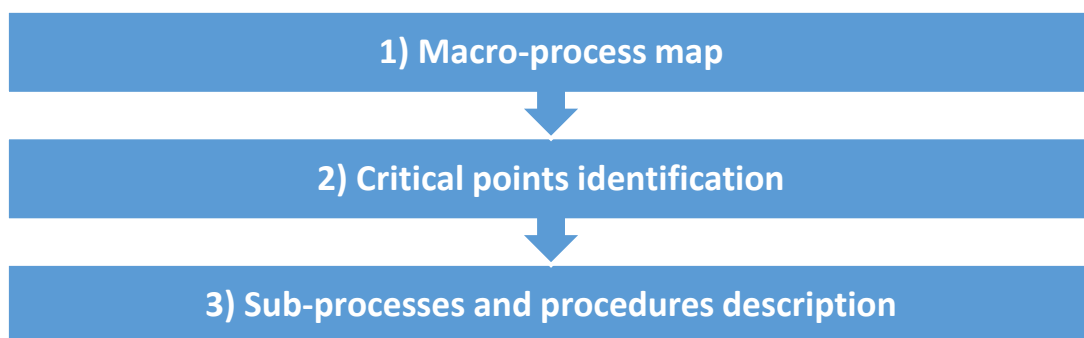 1) Macro-process map
2) Critical points identification
3) Sub-processes and procedures description